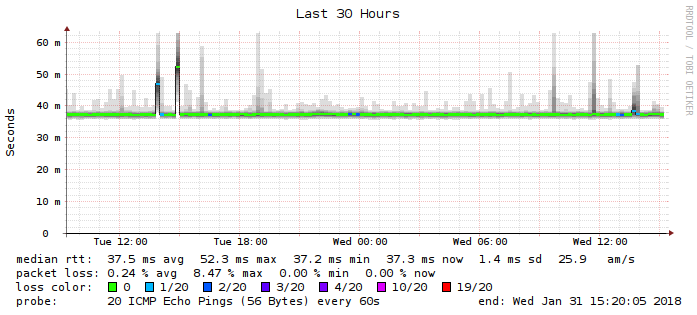 Last 30 Hours
RRDTOOL / TOBI OETIKER
Seconds
60 m
50 m
40 m
30 m
20 m
10 m
0
Tue 12:00 Tue 18:00 Wed 00:00 Wed 06:00 Wed 12:00
median rtt: 37.5 ms avg 52.3 ms max 37.2 ms min 37.3 ms now 1.4 ms sd 25.9 am/s
packet loss: 0.24 % avg 8.47 % max 0.00 % min 0.00 % now
loss color: 0 1/20 2/20 3/20 4/20 10/20 19/20
probe: 20 ICMP Echo Pings (56 Bytes) every 60s end: Wed Jan 31 15:20:05 2018